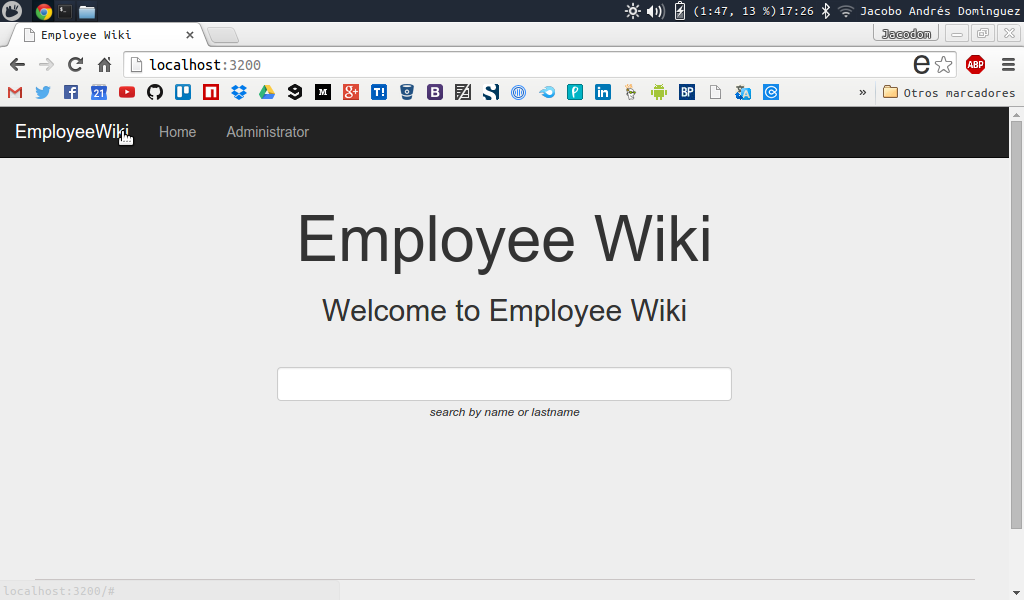 (1:47, 13 %) 17:26 Jacobo Andrés Dominguez
Employee Wiki
Jacodom
localhost:3200
ABP
21
Otros marcadores
EmployeeWiki Home Administrator
Employee Wiki
Welcome to Employee Wiki
search by name or lastname
localhost:3200/#